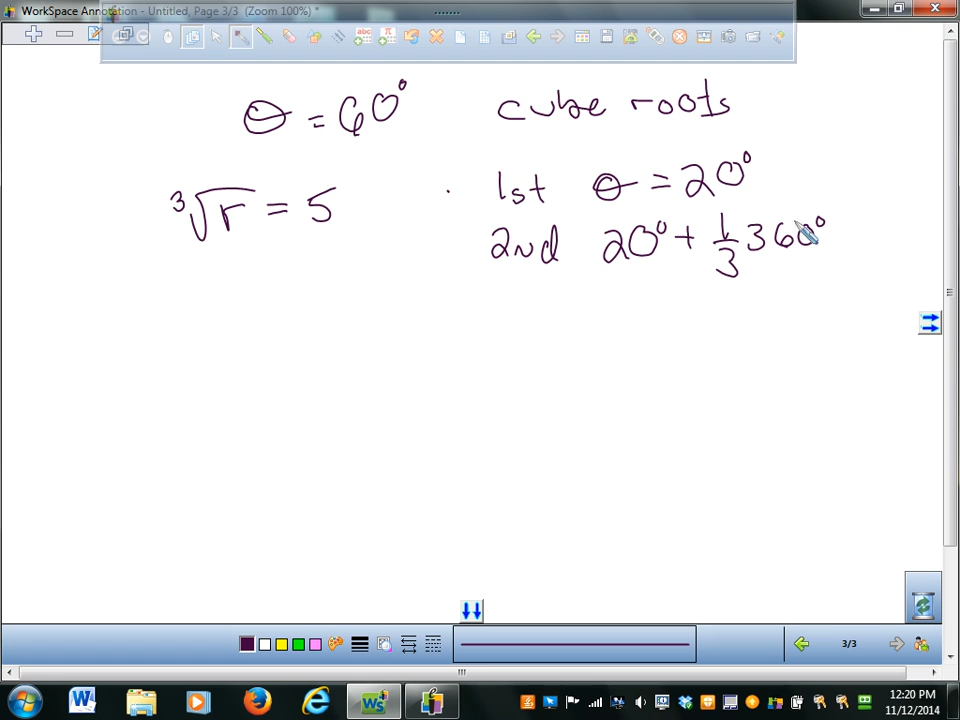 WorkSpace Annotation - Untitled, Page 3/3 (Zoom 100%) *
θ = 60° cube roots
³√r = 5
1st θ = 20°
2nd 20° + 1/3 360°
3/3
12:20 PM
11/12/2014